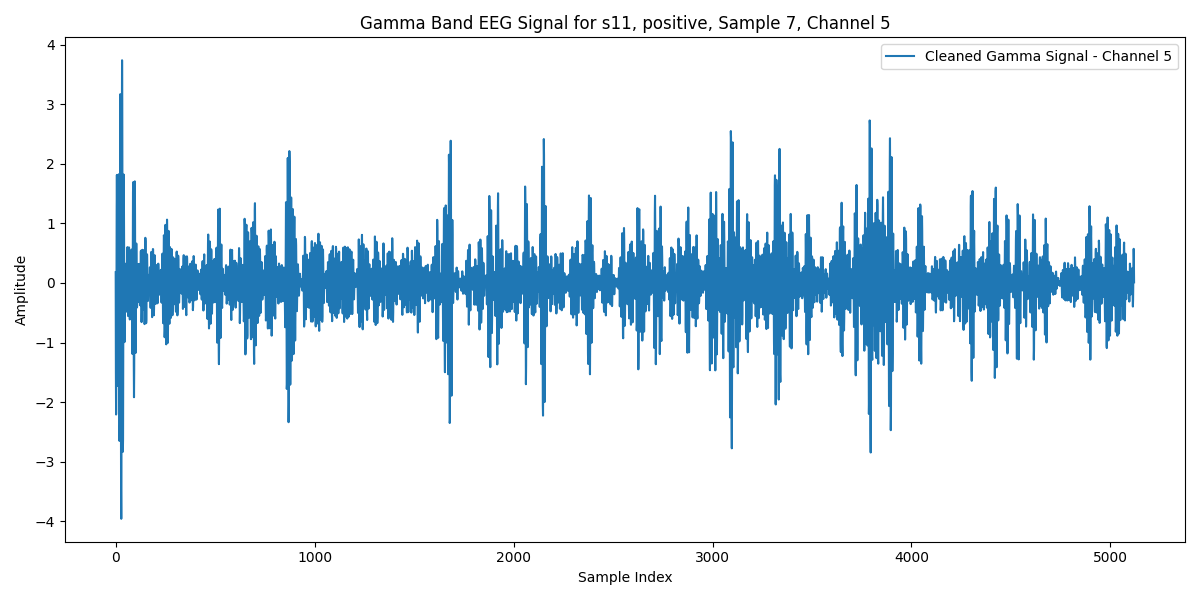 Gamma Band EEG Signal for s11, positive, Sample 7, Channel 5
Cleaned Gamma Signal - Channel 5
4
3
2
1
0
−1
−2
−3
−4
Amplitude
0 1000 2000 3000 4000 5000
Sample Index